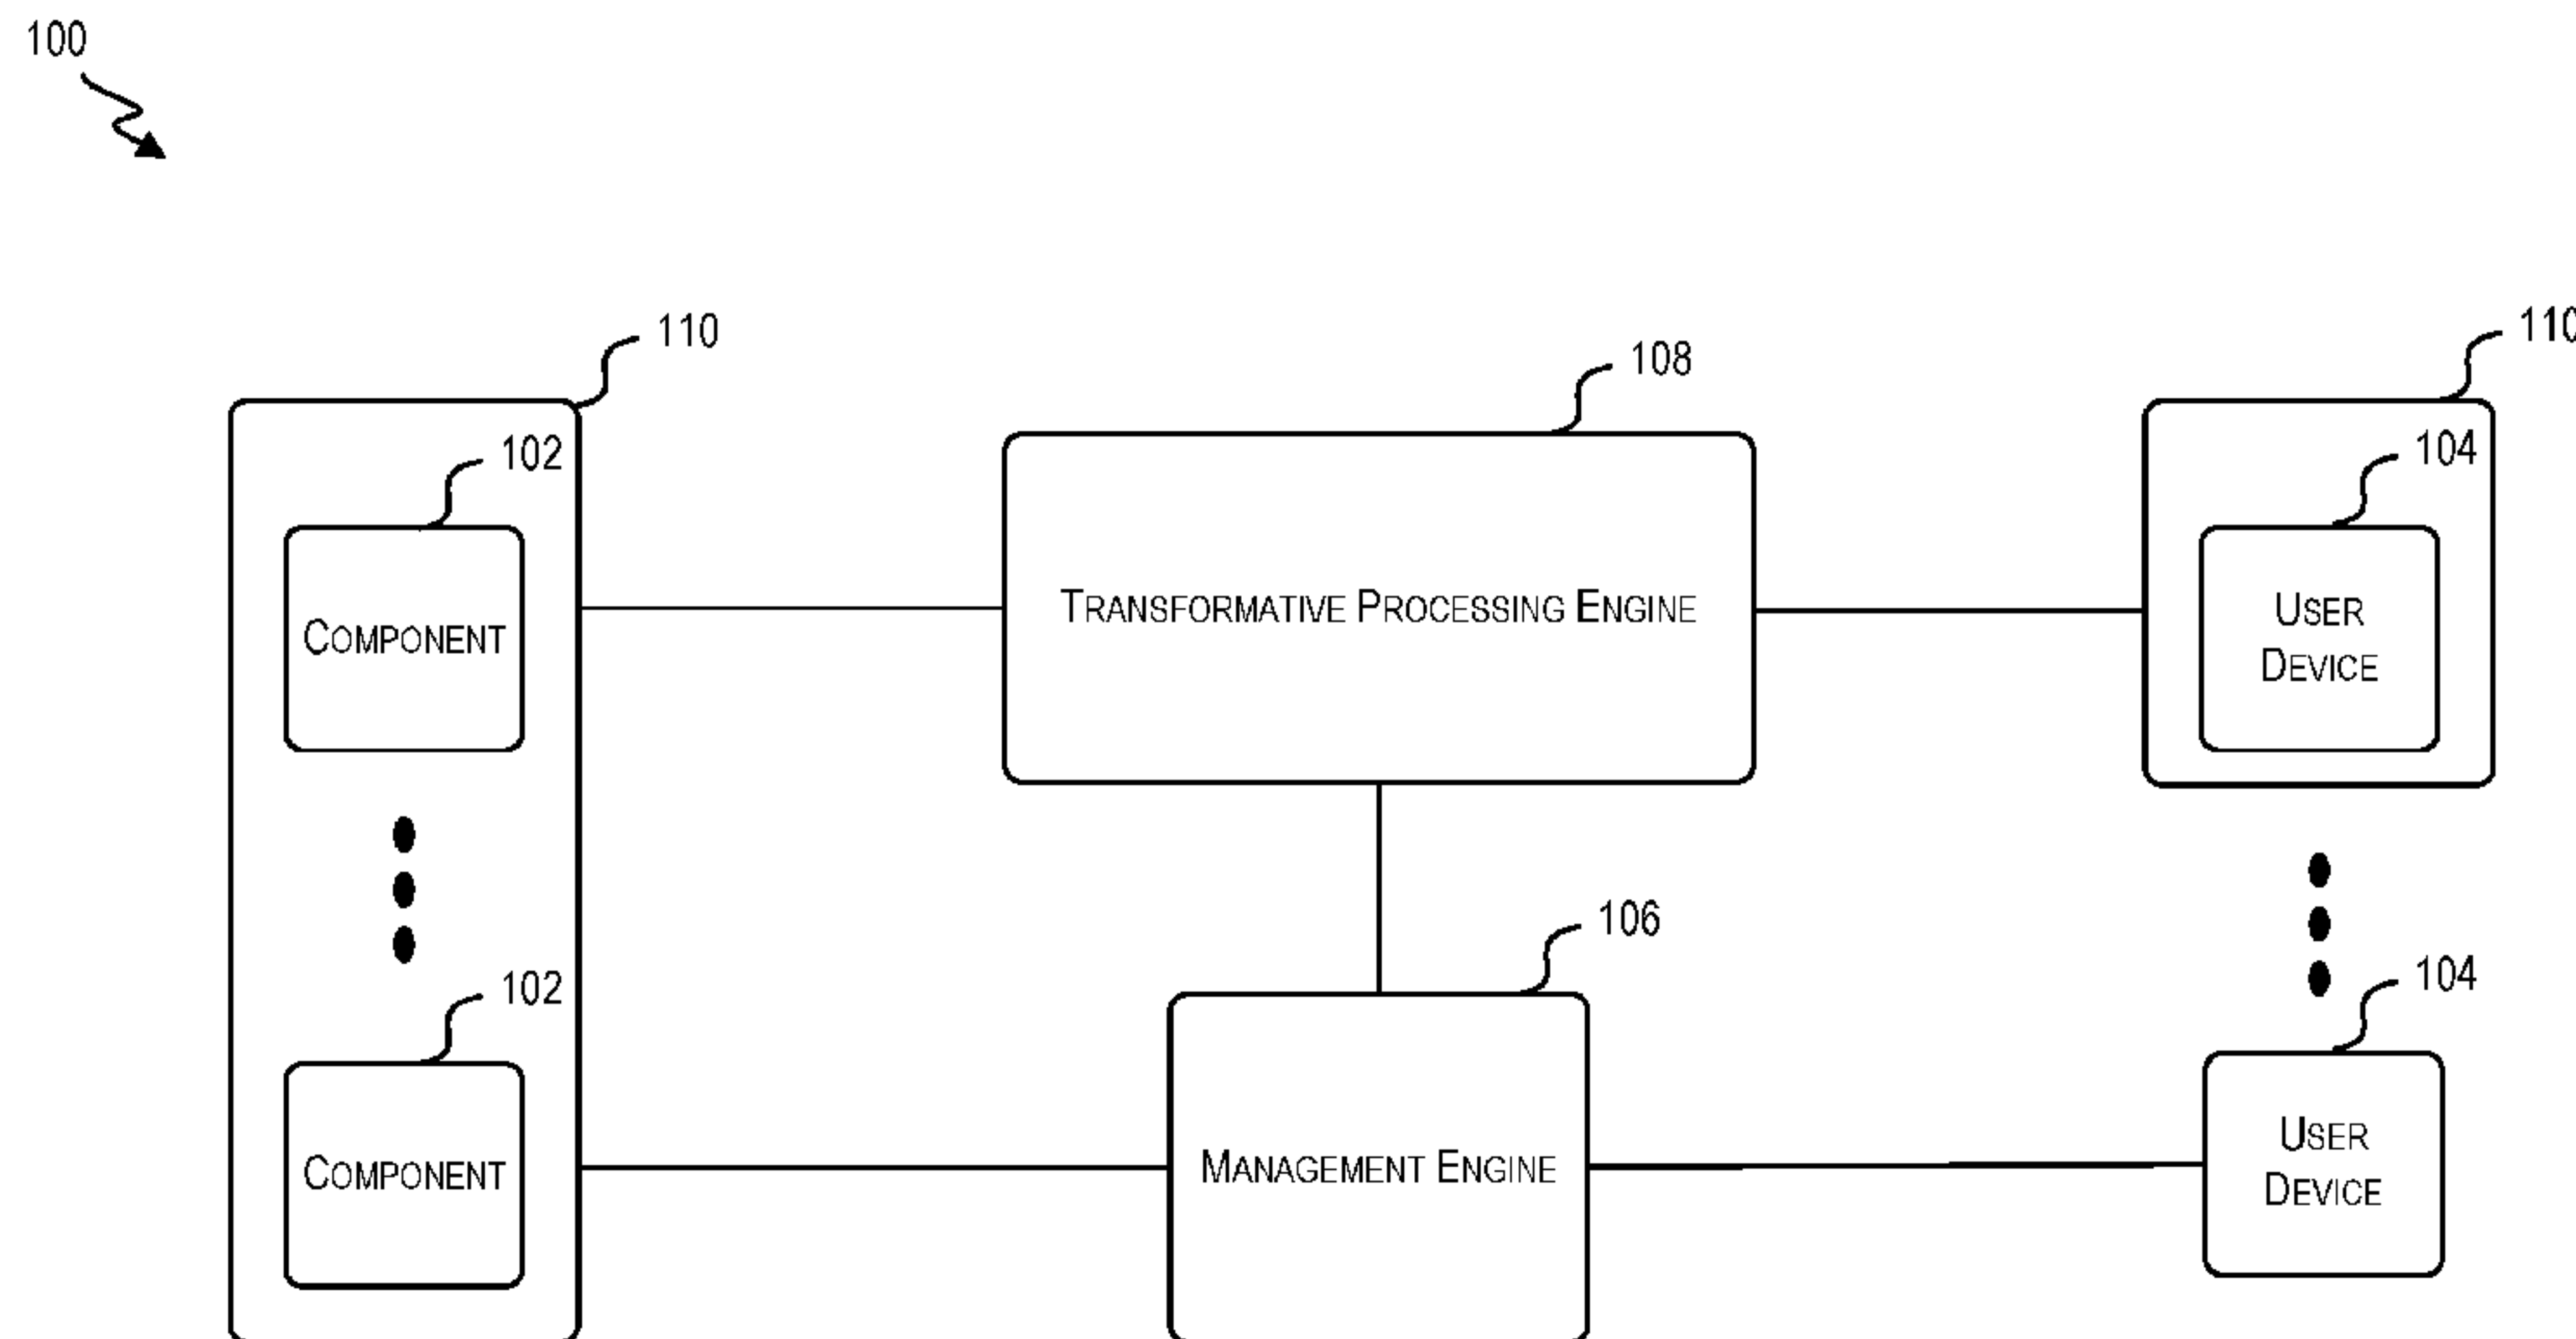 100
110
108
110
102
104
COMPONENT
TRANSFORMATIVE PROCESSING ENGINE
USER
DEVICE
106
102
104
COMPONENT
MANAGEMENT ENGINE
USER
DEVICE